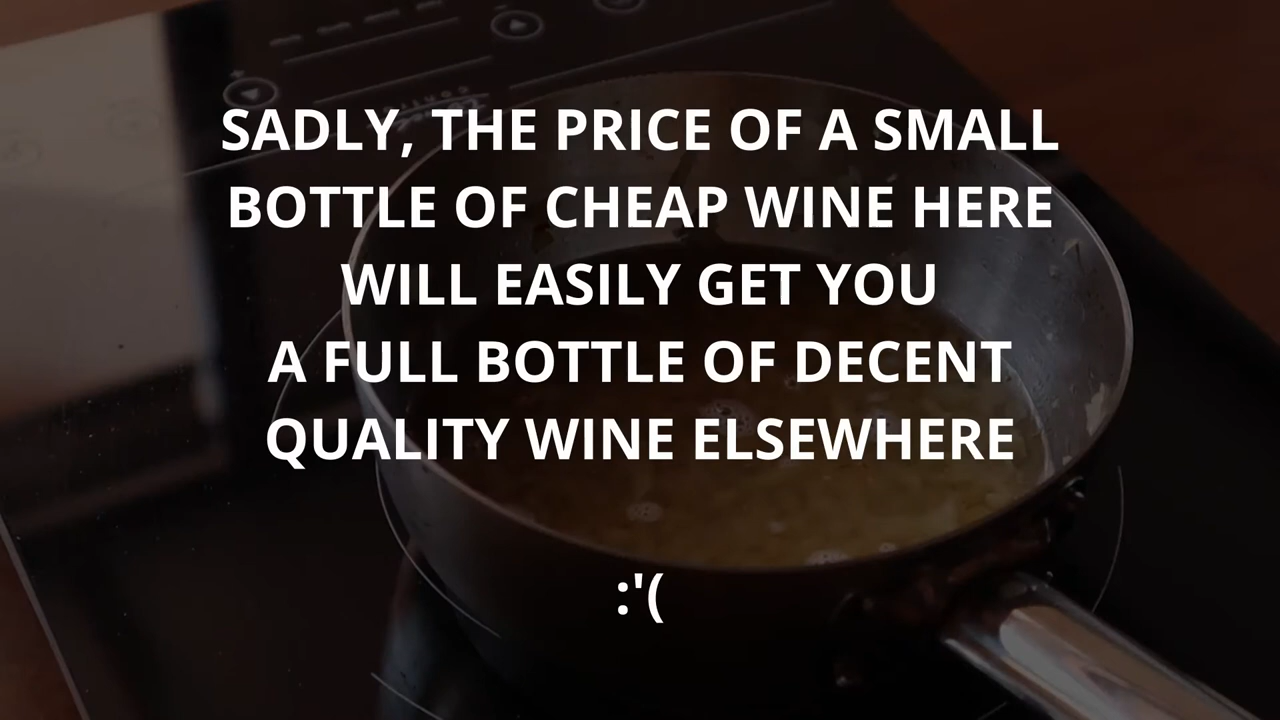 SADLY, THE PRICE OF A SMALL
BOTTLE OF CHEAP WINE HERE
WILL EASILY GET YOU
A FULL BOTTLE OF DECENT
QUALITY WINE ELSEWHERE
:'(